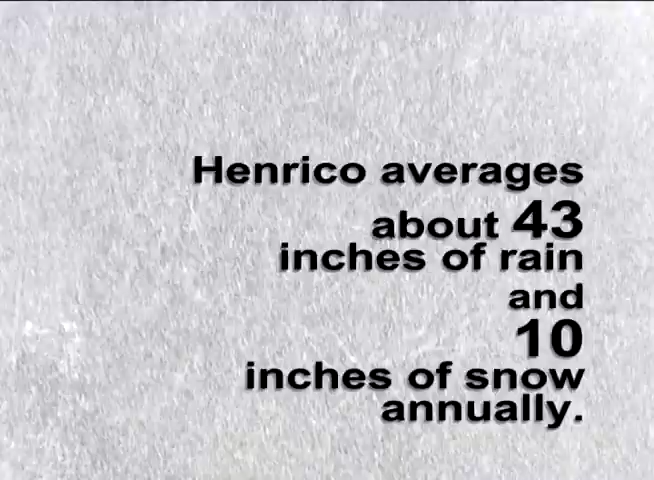 Henrico averages
about 43
inches of rain
and
10
inches of snow
annually.